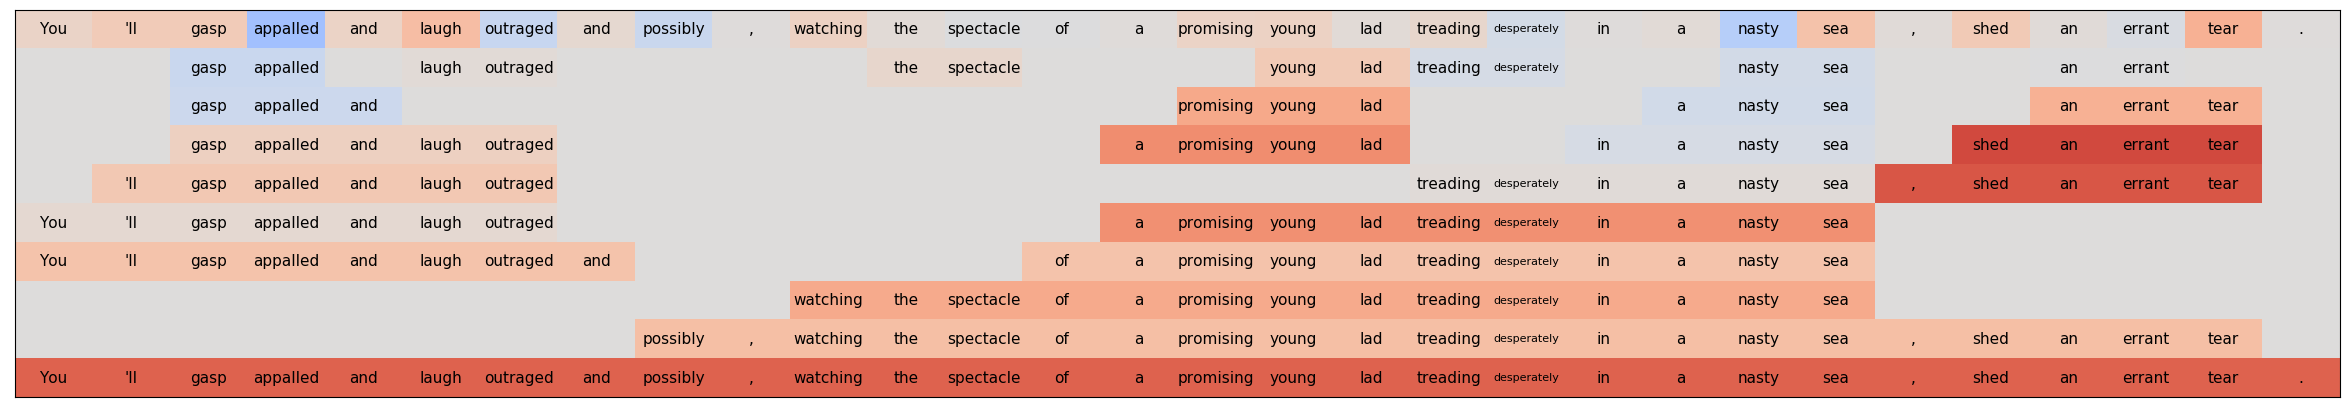 You 'll gasp appalled and laugh outraged and possibly , watching the spectacle of a promising young lad treading desperately in a nasty sea , shed an errant tear .
gasp appalled laugh outraged the spectacle young lad treading desperately nasty sea an errant
gasp appalled and promising young lad a nasty sea an errant tear
gasp appalled and laugh outraged a promising young lad in a nasty sea shed an errant tear
'll gasp appalled and laugh outraged treading desperately in a nasty sea , shed an errant tear
You 'll gasp appalled and laugh outraged a promising young lad treading desperately in a nasty sea
You 'll gasp appalled and laugh outraged and of a promising young lad treading desperately in a nasty sea
watching the spectacle of a promising young lad treading desperately in a nasty sea
possibly , watching the spectacle of a promising young lad treading desperately in a nasty sea , shed an errant tear
You 'll gasp appalled and laugh outraged and possibly , watching the spectacle of a promising young lad treading desperately in a nasty sea , shed an errant tear .